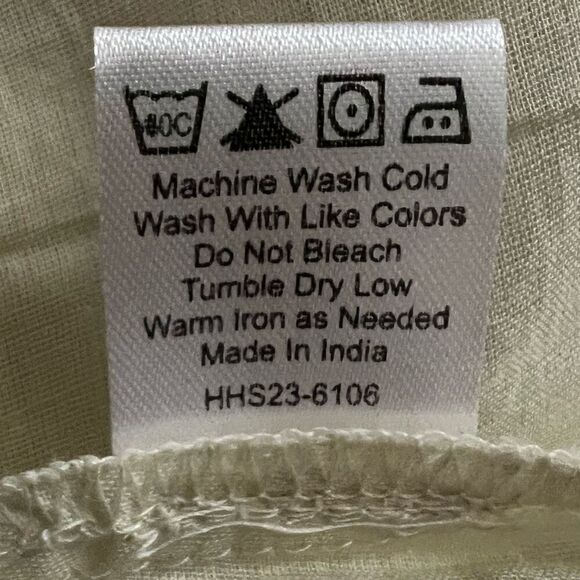 40C
Machine Wash Cold
Wash With Like Colors
Do Not Bleach
Tumble Dry Low
Warm Iron as Needed
Made In India
HHS23-6106